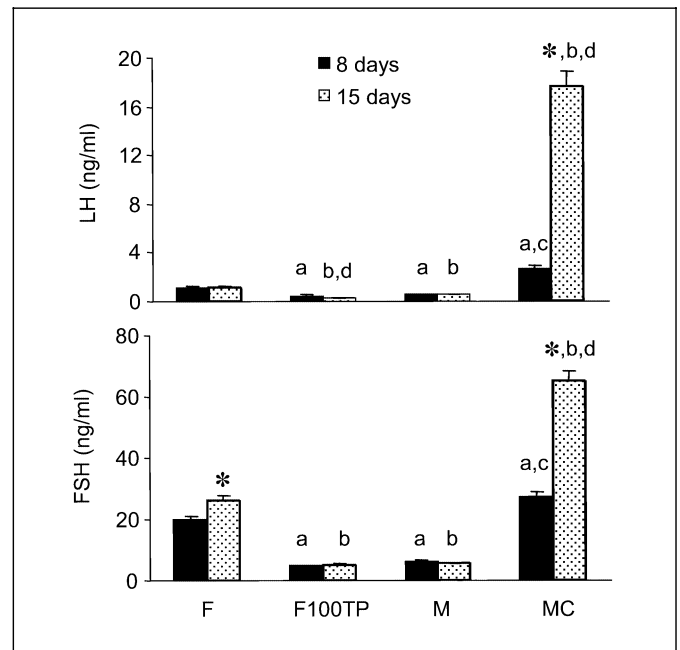 20
16
12
8
4
0
LH (ng/ml)
8 days
15 days
a
b,d
a
b
a,c
*,b,d
80
60
40
20
0
FSH (ng/ml)
*
a
b
a
b
a,c
*,b,d
F
F100TP
M
MC